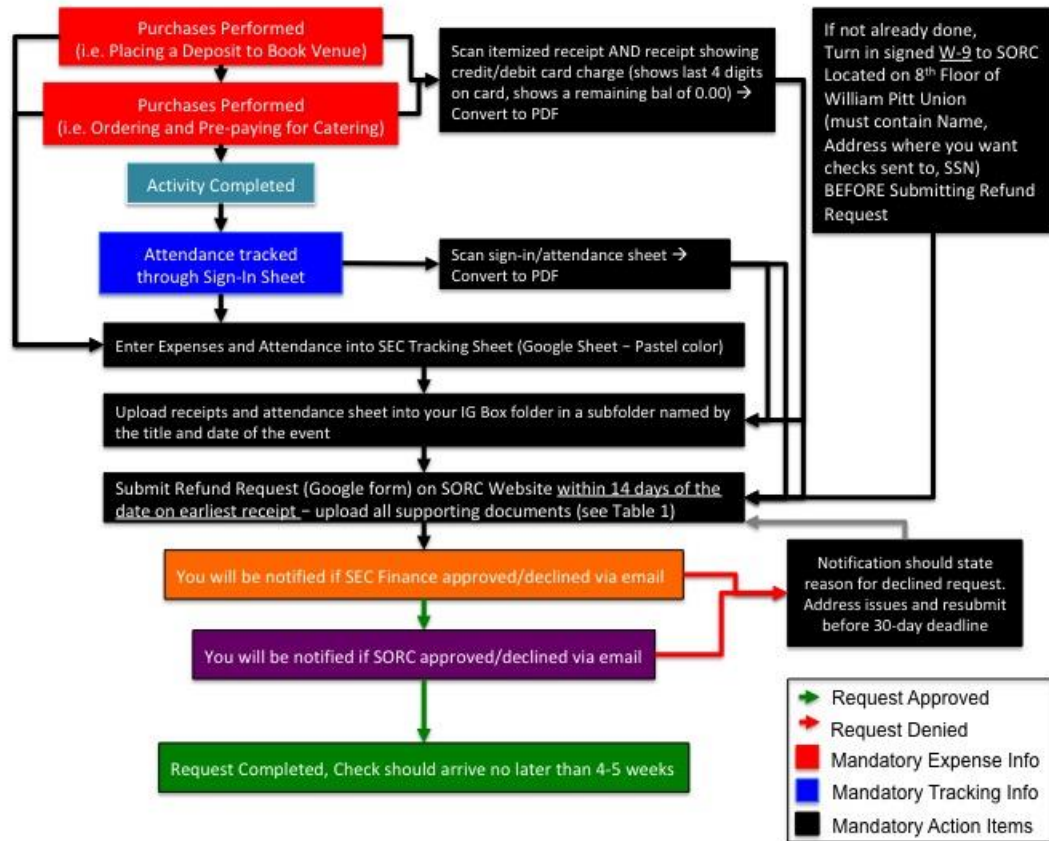 Purchases Performed
(i.e. Placing a Deposit to Book Venue)
Purchases Performed
(i.e. Ordering and Pre-paying for Catering)
Scan itemized receipt AND receipt showing
credit/debit card charge (shows last 4 digits
on card, shows a remaining bal of 0.00) →
Convert to PDF
If not already done,
Turn in signed W-9 to SORC
Located on 8th Floor of
William Pitt Union
(must contain Name,
Address where you want
checks sent to, SSN)
BEFORE Submitting Refund
Request
Activity Completed
Attendance tracked
through Sign-In Sheet
Scan sign-in/attendance sheet →
Convert to PDF
Enter Expenses and Attendance into SEC Tracking Sheet (Google Sheet – Pastel color)
Upload receipts and attendance sheet into your IG Box folder in a subfolder named by
the title and date of the event
Submit Refund Request (Google form) on SORC Website within 14 days of the
date on earliest receipt – upload all supporting documents (see Table 1)
You will be notified if SEC Finance approved/declined via email
Notification should state
reason for declined request.
Address issues and resubmit
before 30-day deadline
You will be notified if SORC approved/declined via email
Request Completed, Check should arrive no later than 4-5 weeks
Request Approved
Request Denied
Mandatory Expense Info
Mandatory Tracking Info
Mandatory Action Items